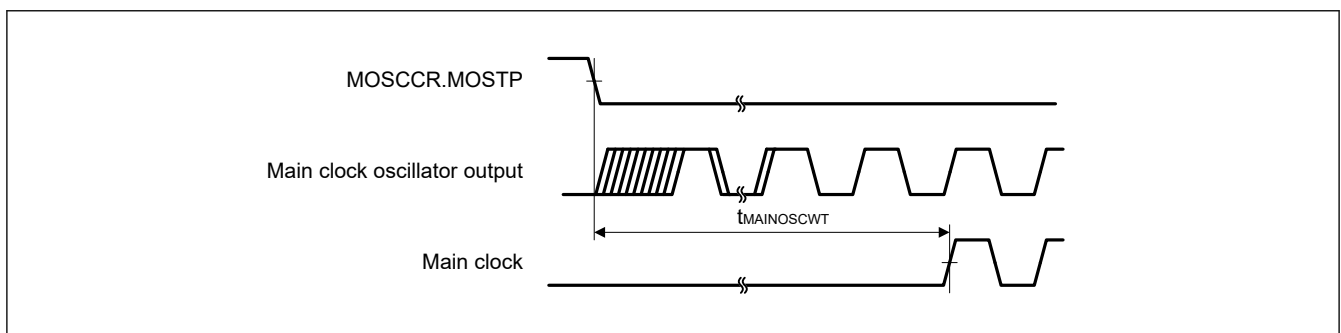 MOSCCR.MOSTP
Main clock oscillator output
tMAINOSCWT
Main clock